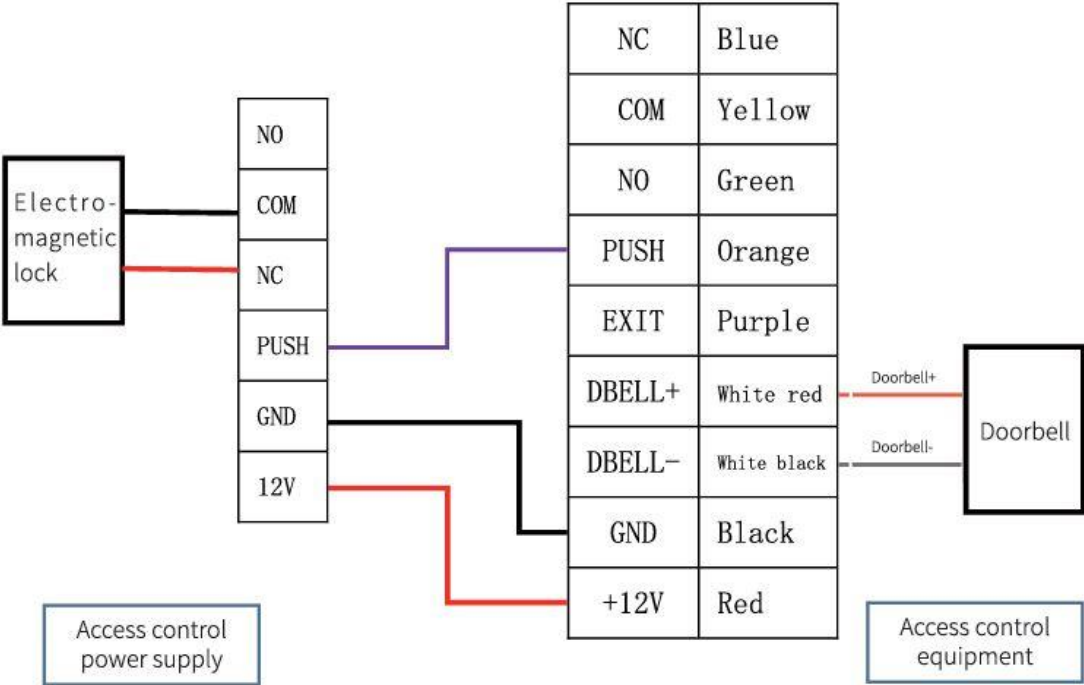 Electro-
magnetic
lock
NO
COM
NC
PUSH
GND
12V
NC Blue
COM Yellow
NO Green
PUSH Orange
EXIT Purple
DBELL+ White red
DBELL- White black
GND Black
+12V Red
Doorbell+
Doorbell-
Doorbell
Access control
power supply
Access control
equipment